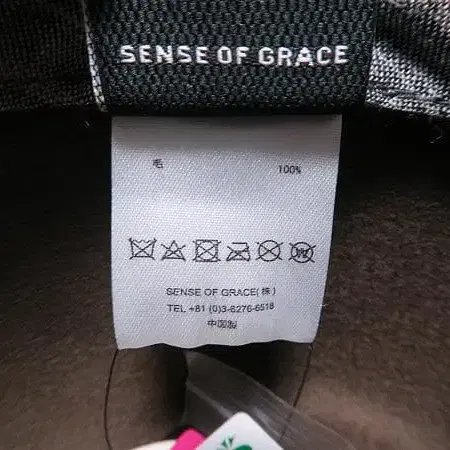 SENSE OF GRACE
毛 100%
SENSE OF GRACE(株)
TEL +81 (0)3-6276-6518
中国製